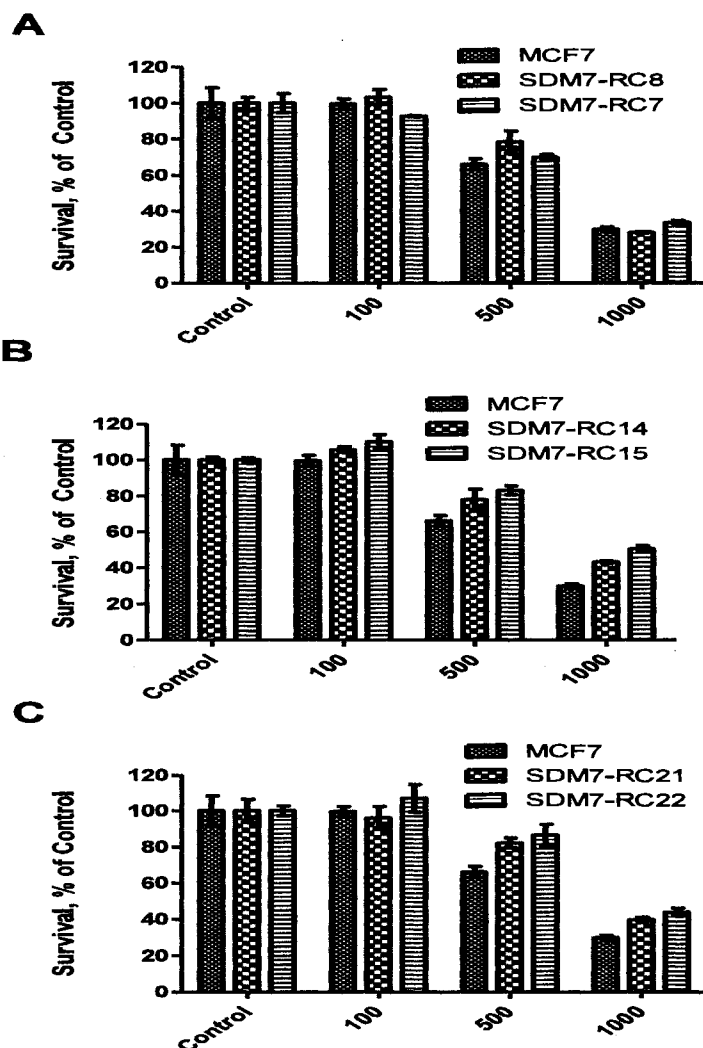 A
MCF7
SDM7-RC8
SDM7-RC7
Survival, % of Control
120
100
80
60
40
20
0
Control
100
500
1000
B
MCF7
SDM7-RC14
SDM7-RC15
Survival, % of Control
120
100
80
60
40
20
0
Control
100
500
1000
C
MCF7
SDM7-RC21
SDM7-RC22
Survival, % of Control
120
100
80
60
40
20
0
Control
100
500
1000